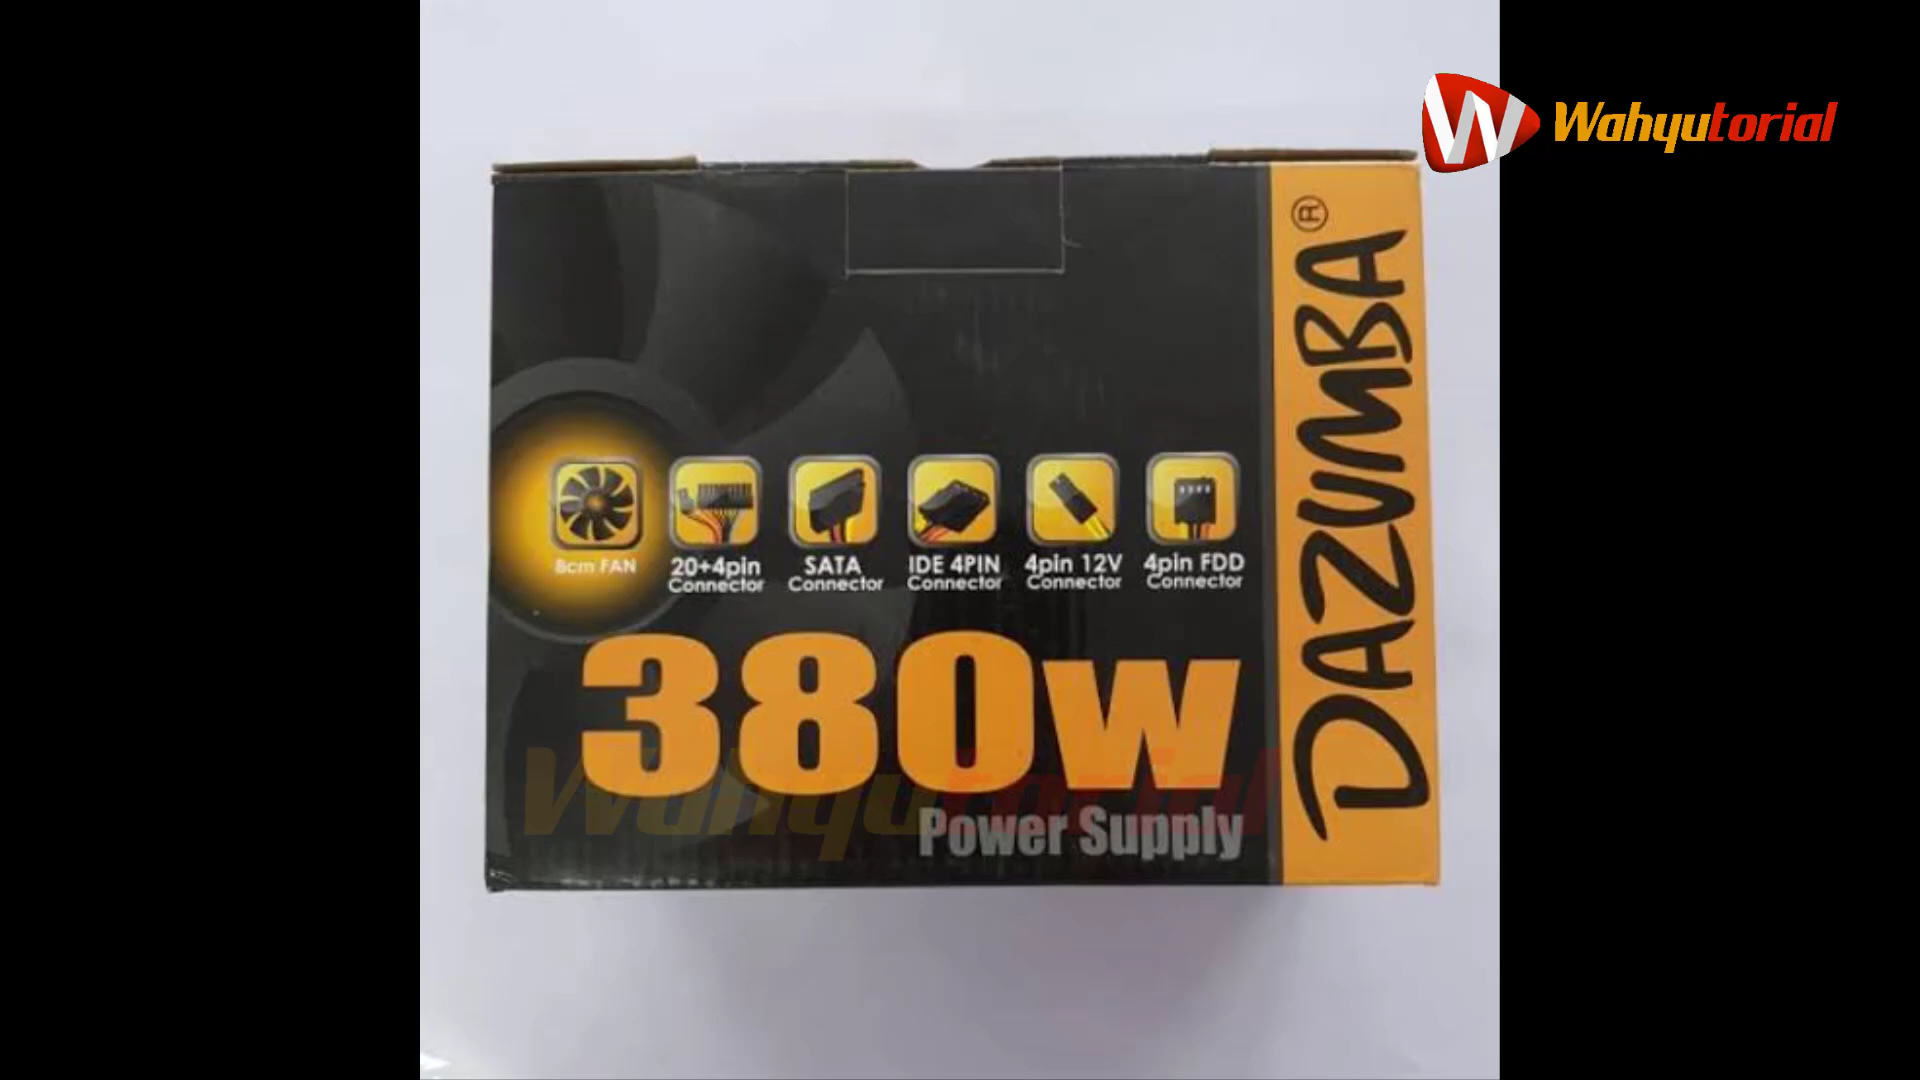 Wahyutorial
DAZUMBA®
8cm FAN
20+4pin
Connector
SATA
Connector
IDE 4PIN
Connector
4pin 12V
Connector
4pin FDD
Connector
380w
Wahyutorial
Power Supply